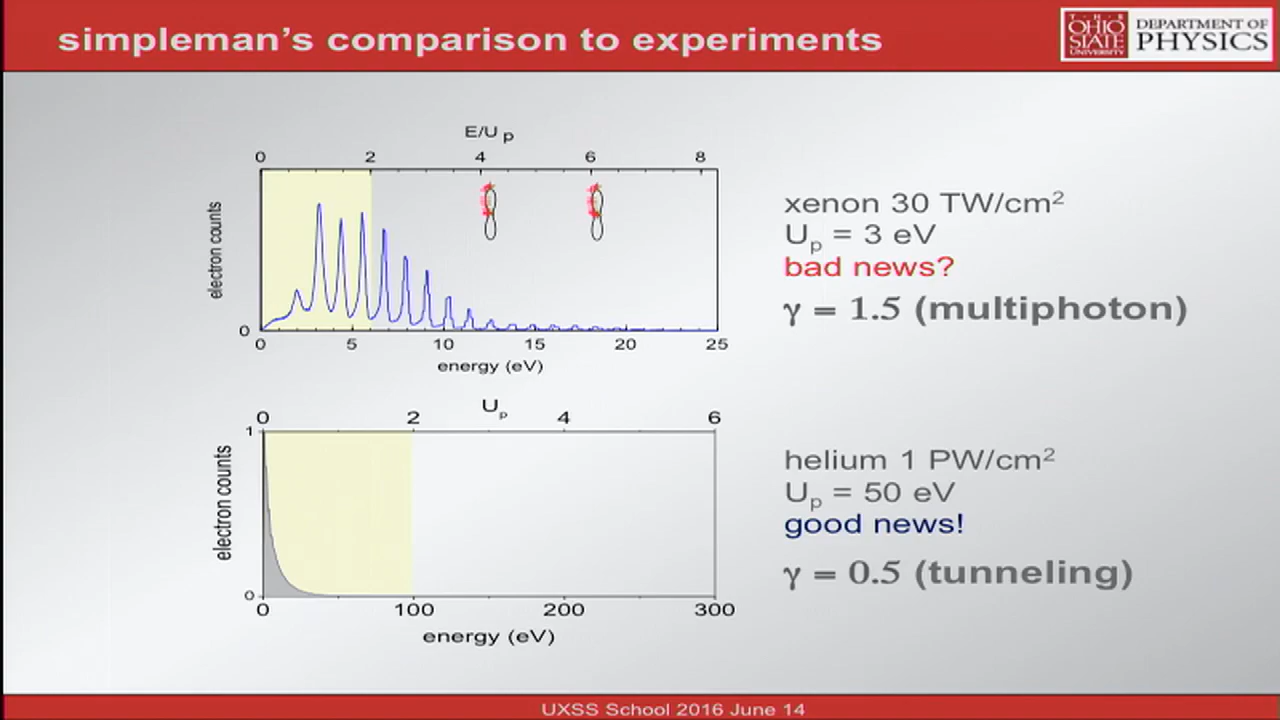 simpleman's comparison to experiments
THE
OHIO
STATE
UNIVERSITY
DEPARTMENT OF
PHYSICS
E/U p
0 2 4 6 8
electron counts
0
0 5 10 15 20 25
energy (eV)
xenon 30 TW/cm²
Up = 3 eV
bad news?
γ = 1.5 (multiphoton)
Up
0 2 4 6
1
electron counts
0
0 100 200 300
energy (eV)
helium 1 PW/cm²
Up = 50 eV
good news!
γ = 0.5 (tunneling)
UXSS School 2016 June 14